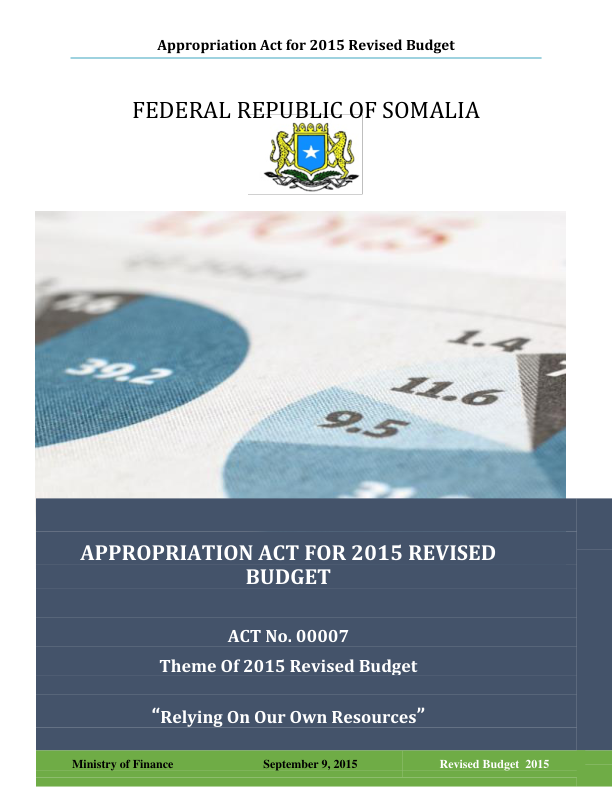 Appropriation Act for 2015 Revised Budget
FEDERAL REPUBLIC OF SOMALIA
39.2
1.4
11.6
9.5
APPROPRIATION ACT FOR 2015 REVISED
BUDGET
ACT No. 00007
Theme Of 2015 Revised Budget
“Relying On Our Own Resources”
Ministry of Finance September 9, 2015 Revised Budget 2015